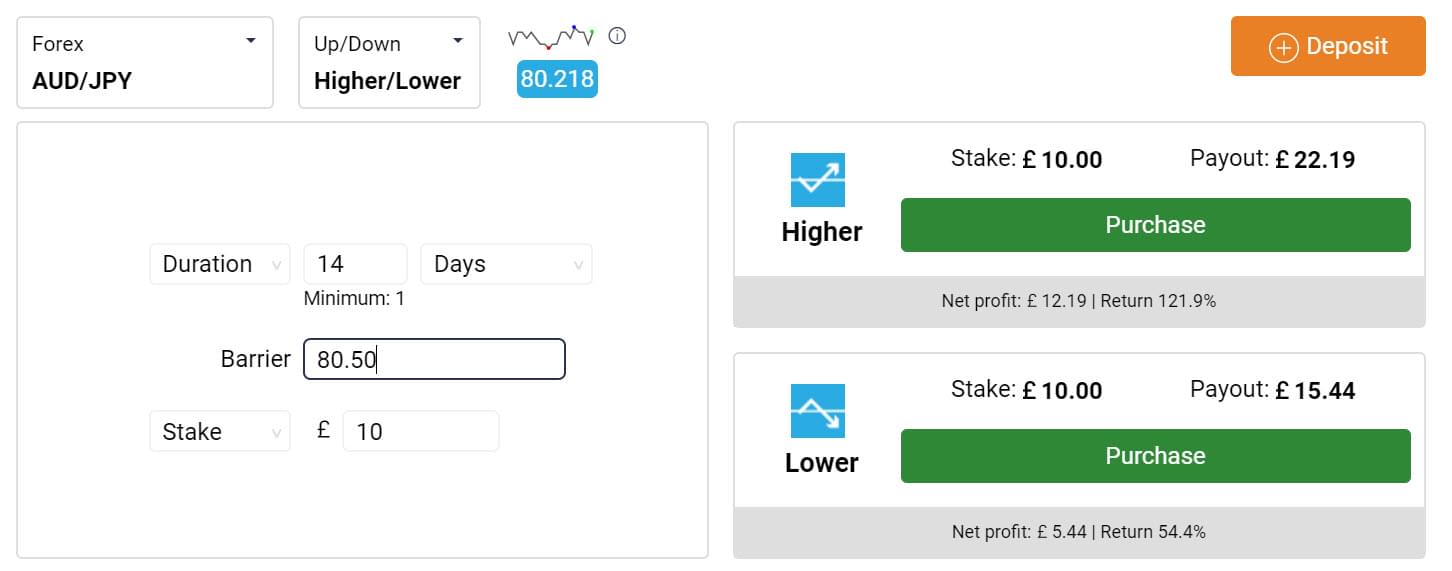 Forex
AUD/JPY
Up/Down
Higher/Lower
80.218
Deposit
Duration
14
Days
Minimum: 1
Barrier
80.50
Stake
£
10
Higher
Stake: £ 10.00
Payout: £ 22.19
Purchase
Net profit: £ 12.19 | Return 121.9%
Lower
Stake: £ 10.00
Payout: £ 15.44
Purchase
Net profit: £ 5.44 | Return 54.4%